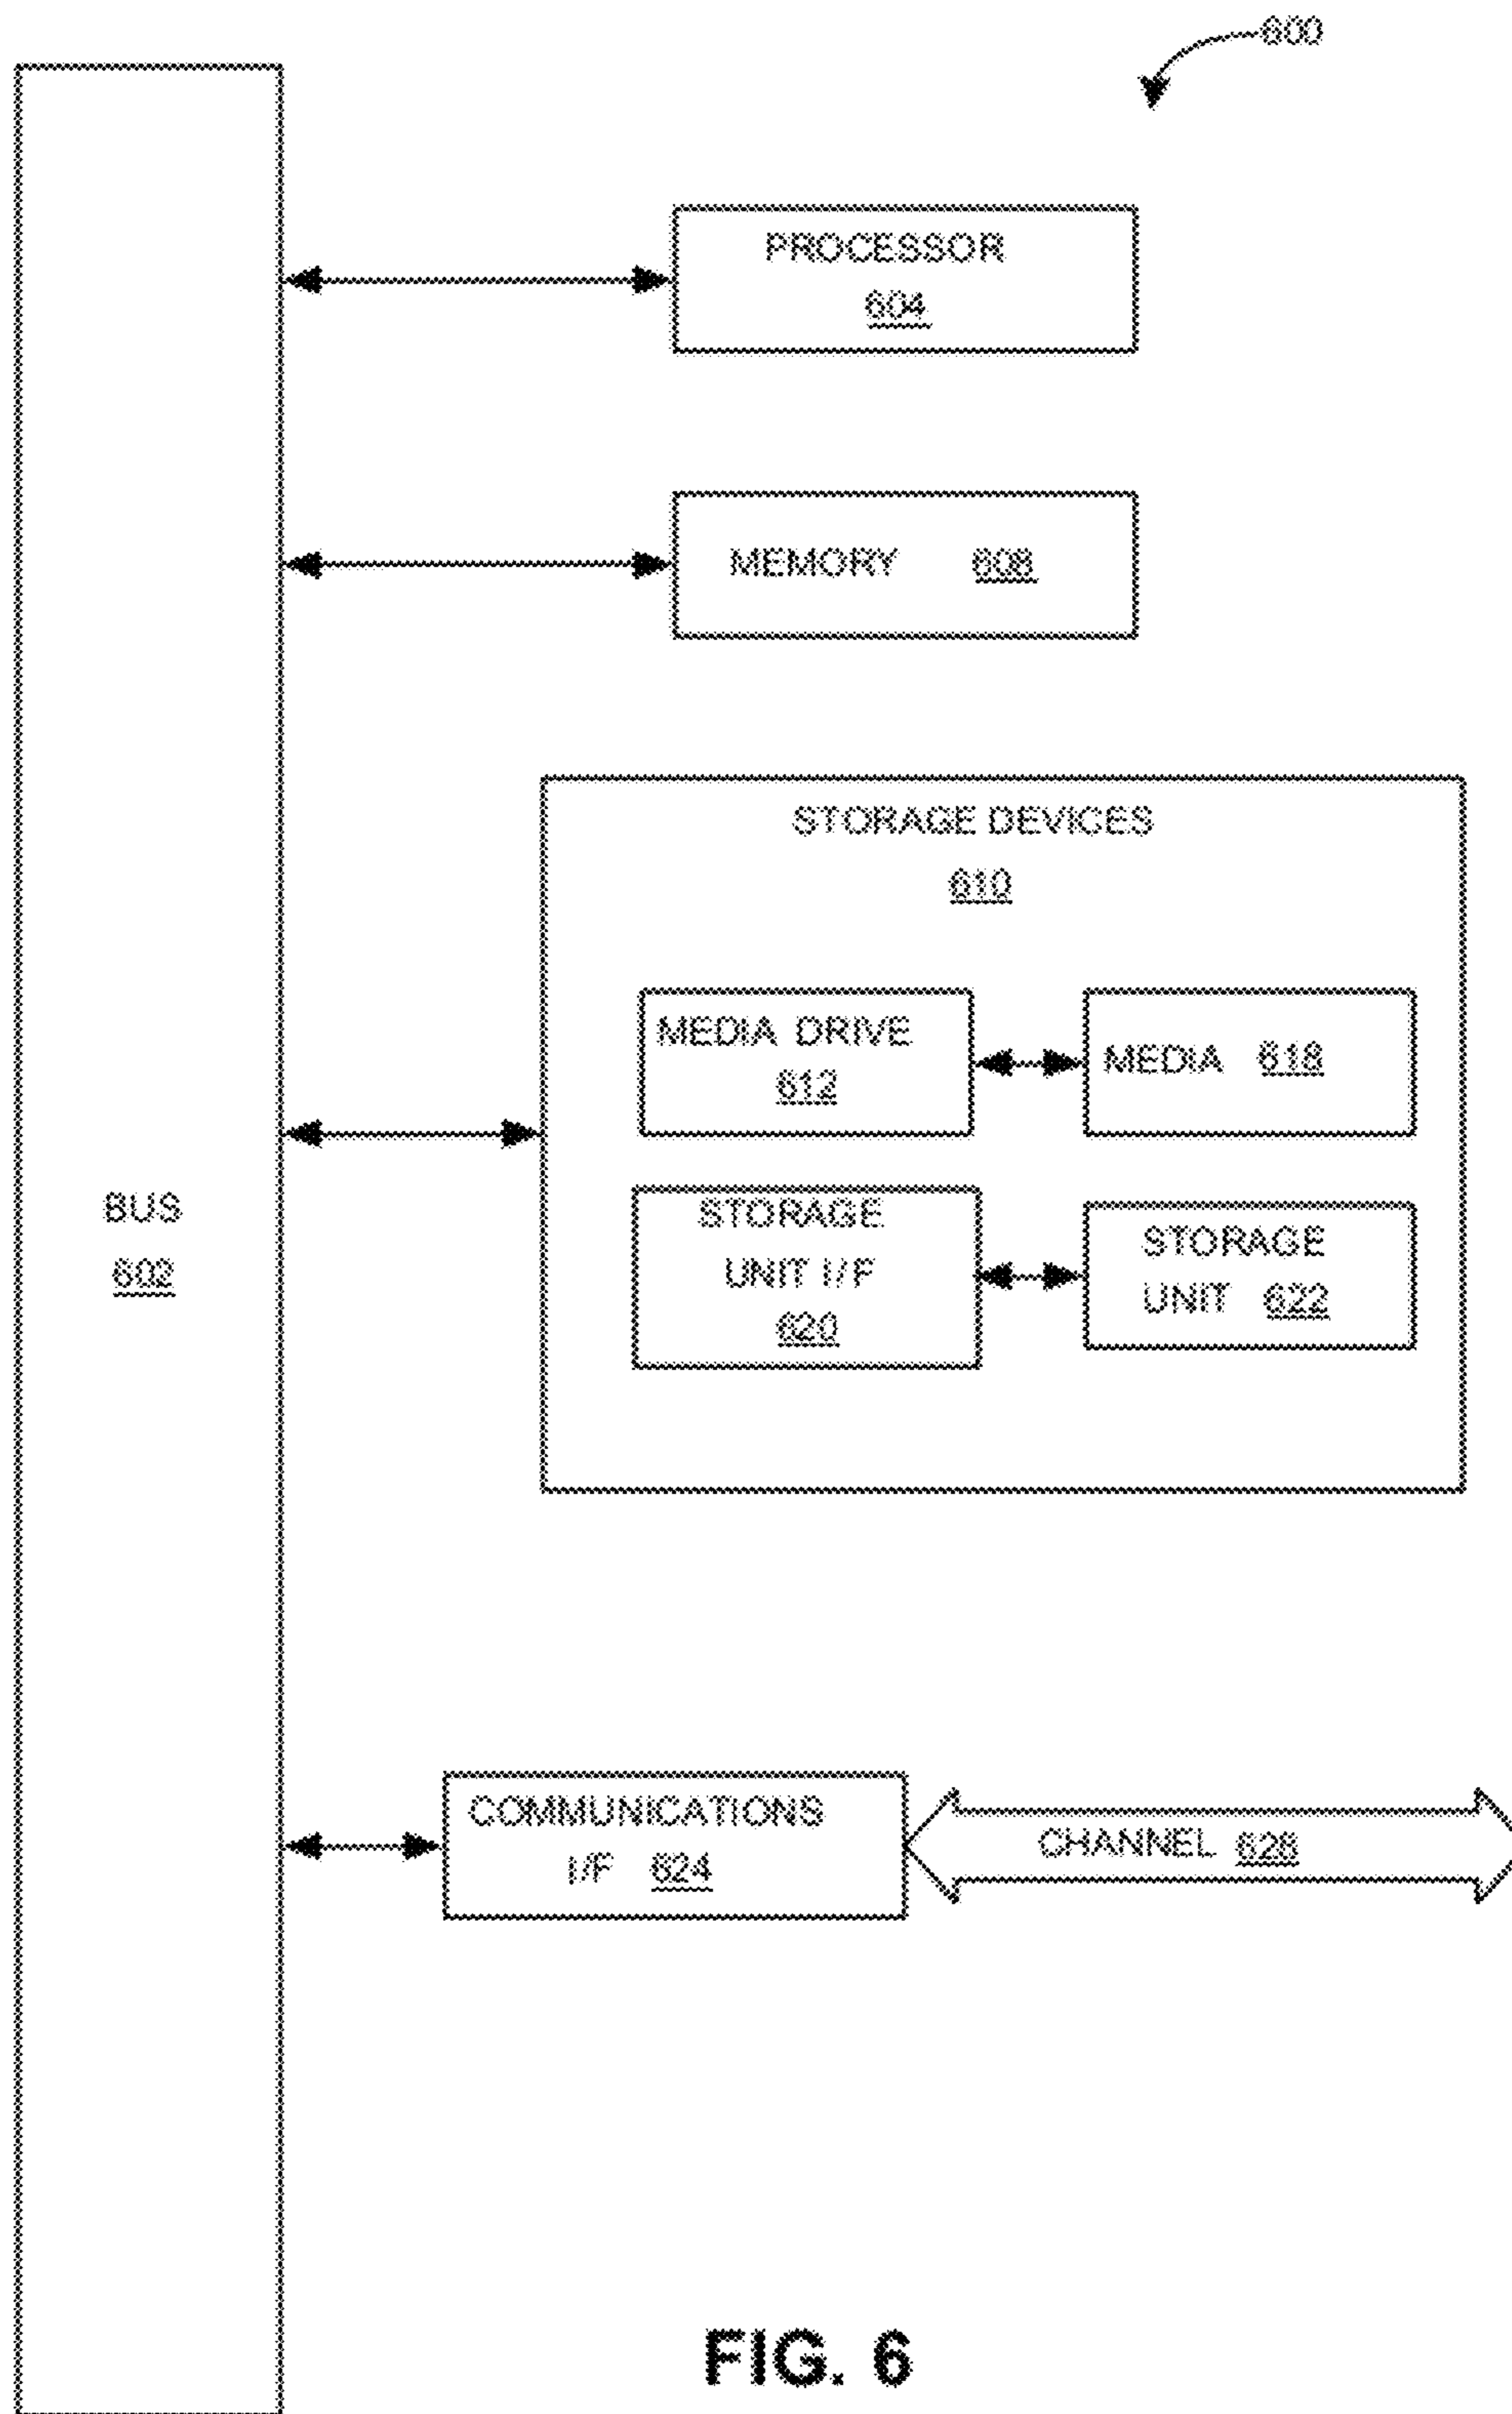 600
PROCESSOR
604
MEMORY 608
STORAGE DEVICES
610
MEDIA DRIVE
612
MEDIA 618
STORAGE
UNIT I/F
620
STORAGE
UNIT 622
BUS
602
COMMUNICATIONS
I/F 624
CHANNEL 628
FIG. 6